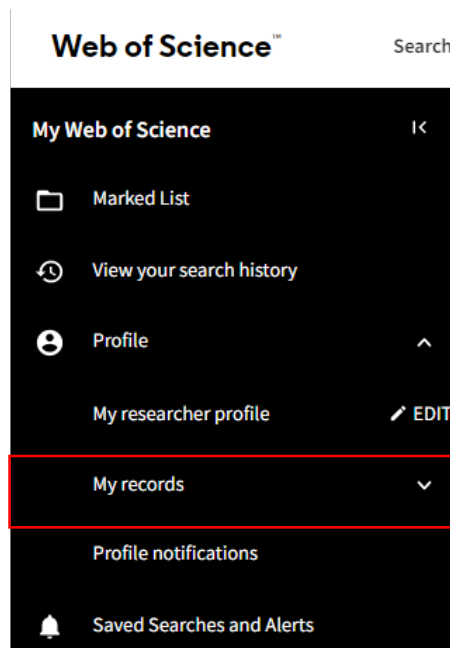 Web of Science™ Search
My Web of Science
Marked List
View your search history
Profile
My researcher profile EDIT
My records
Profile notifications
Saved Searches and Alerts